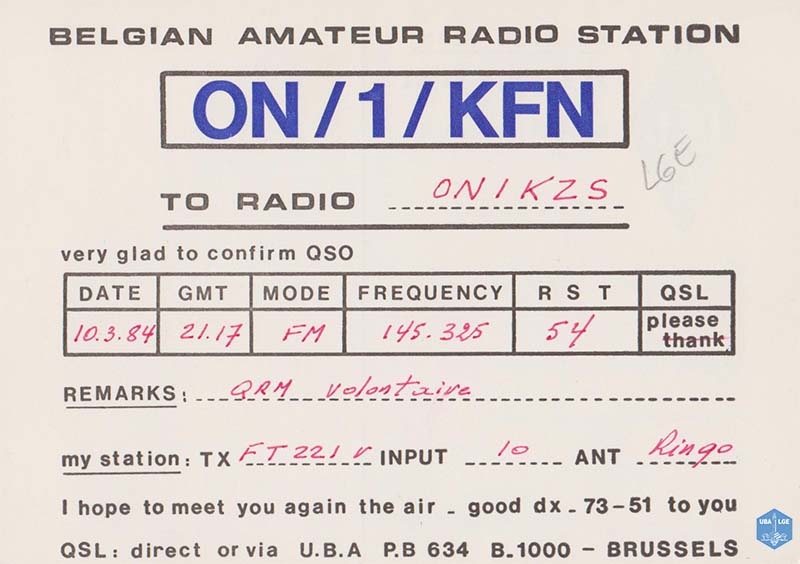 BELGIAN AMATEUR RADIO STATION
ON/1/KFN
LGE
TO RADIO ON1KZS
very glad to confirm QSO
DATE GMT MODE FREQUENCY R S T QSL
10.3.84 21.17 FM 145.325 54 please
thank
REMARKS: QRM volontaire
my station: TX FT221 r INPUT 10 ANT Ringo
I hope to meet you again the air - good dx - 73-51 to you
QSL: direct or via U.B.A P.B 634 B-1000 - BRUSSELS
UBA LGE